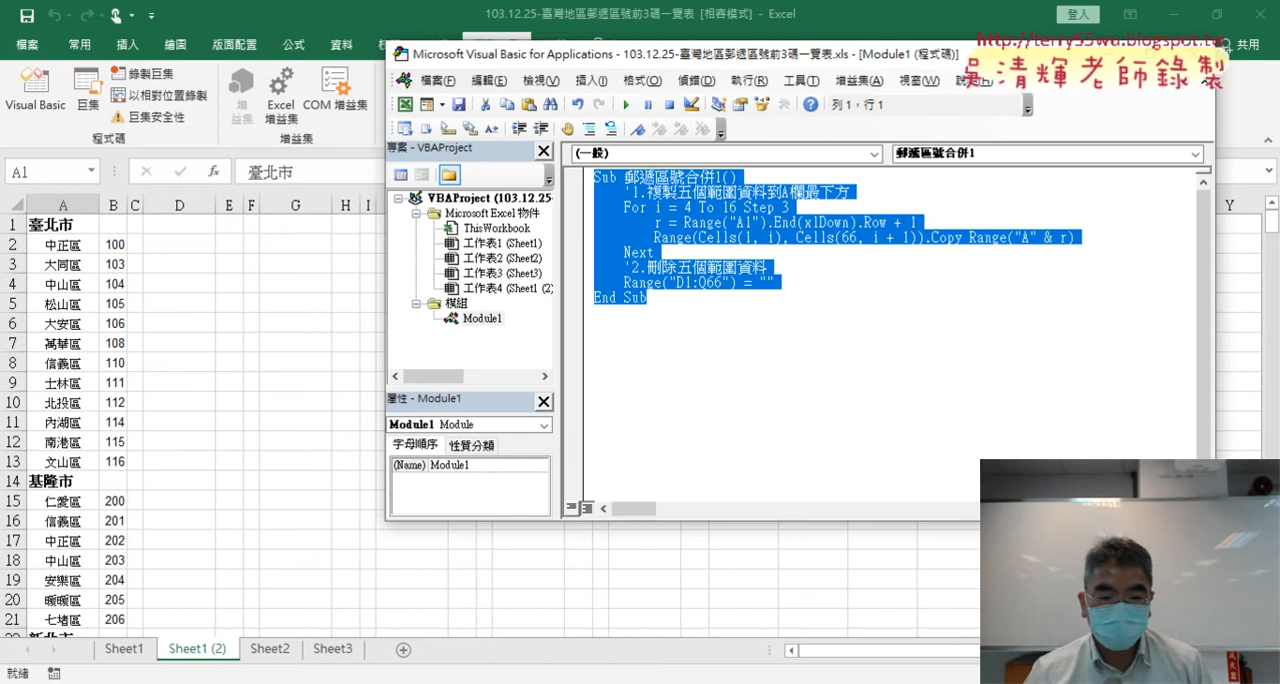 103.12.25-臺灣地區郵遞區號前3碼一覽表 [相容模式] - Excel
登入
檔案 常用 插入 繪圖 版面配置 公式 資料
共用
http://terry55wu.blogspot.tw
吳清輝老師錄製
Visual Basic 巨集 錄製巨集
以相對位置錄製
巨集安全性
程式碼
增益集 Excel 增益集 COM 增益集
增益集
A1 臺北市
Microsoft Visual Basic for Applications - 103.12.25-臺灣地區郵遞區號前3碼一覽表.xls - [Module1 (程式碼)]
檔案(F) 編輯(E) 檢視(V) 插入(I) 格式(O) 偵錯(D) 執行(R) 工具(T) 增益集(A) 視窗(W)
列 1, 行 1
專案 - VBAProject
VBAProject (103.12.25-
Microsoft Excel 物件
ThisWorkbook
工作表1 (Sheet1)
工作表2 (Sheet2)
工作表3 (Sheet3)
工作表4 (Sheet1 (2)
模組
Module1
屬性 - Module1
Module1 Module
字母順序 性質分類
(Name) Module1
(一般) 郵遞區號合併1
Sub 郵遞區號合併1()
'1.複製五個範圍資料到A欄最下方
For i = 4 To 16 Step 3
r = Range("A1").End(xlDown).Row + 1
Range(Cells(1, i), Cells(66, i + 1)).Copy Range("A" & r)
Next
'2.刪除五個範圍資料
Range("D1:Q66") = ""
End Sub
A B C D E F G H I Y
1 臺北市
2 中正區 100
3 大同區 103
4 中山區 104
5 松山區 105
6 大安區 106
7 萬華區 108
8 信義區 110
9 士林區 111
10 北投區 112
11 內湖區 114
12 南港區 115
13 文山區 116
14 基隆市
15 仁愛區 200
16 信義區 201
17 中正區 202
18 中山區 203
19 安樂區 204
20 暖暖區 205
21 七堵區 206
Sheet1 Sheet1 (2) Sheet2 Sheet3
就緒